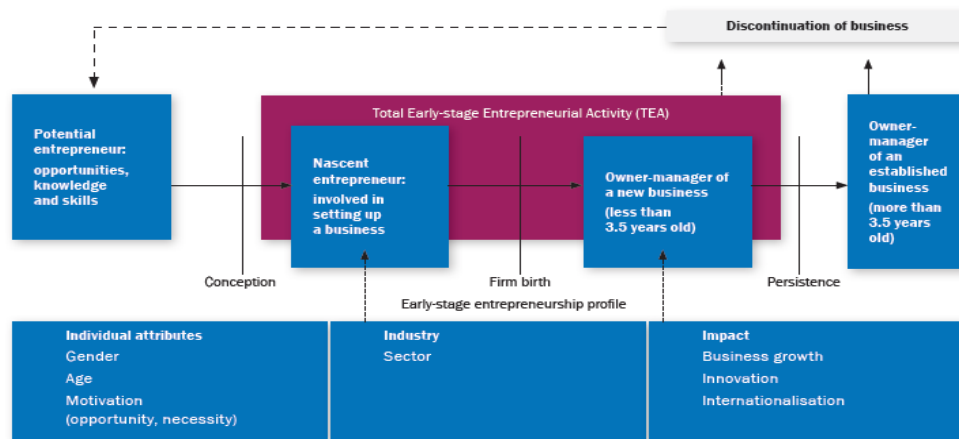 Discontinuation of business
Total Early-stage Entrepreneurial Activity (TEA)
Potential
entrepreneur:
opportunities,
knowledge
and skills
Nascent
entrepreneur:
involved in
setting up
a business
Owner-manager of
a new business
(less than
3.5 years old)
Owner-
manager
of an
established
business
(more than
3.5 years
old)
Conception
Firm birth
Persistence
Early-stage entrepreneurship profile
Individual attributes
Gender
Age
Motivation
(opportunity, necessity)
Industry
Sector
Impact
Business growth
Innovation
Internationalisation